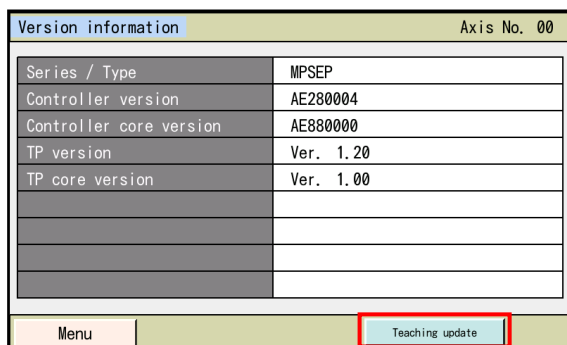 Version information Axis No. 00
Series / Type MPSEP
Controller version AE280004
Controller core version AE880000
TP version Ver. 1.20
TP core version Ver. 1.00
Menu Teaching update